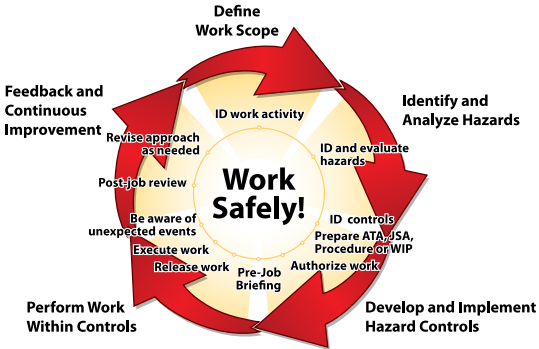 Define
Work Scope
Feedback and
Continuous
Improvement
Identify and
Analyze Hazards
ID work activity
Revise approach
as needed
ID and evaluate
hazards
Post-job review
Work
Safely!
Be aware of
unexpected events
ID controls
Prepare ATA, JSA,
Procedure or WIP
Execute work
Release work
Pre-Job
Briefing
Authorize work
Perform Work
Within Controls
Develop and Implement
Hazard Controls